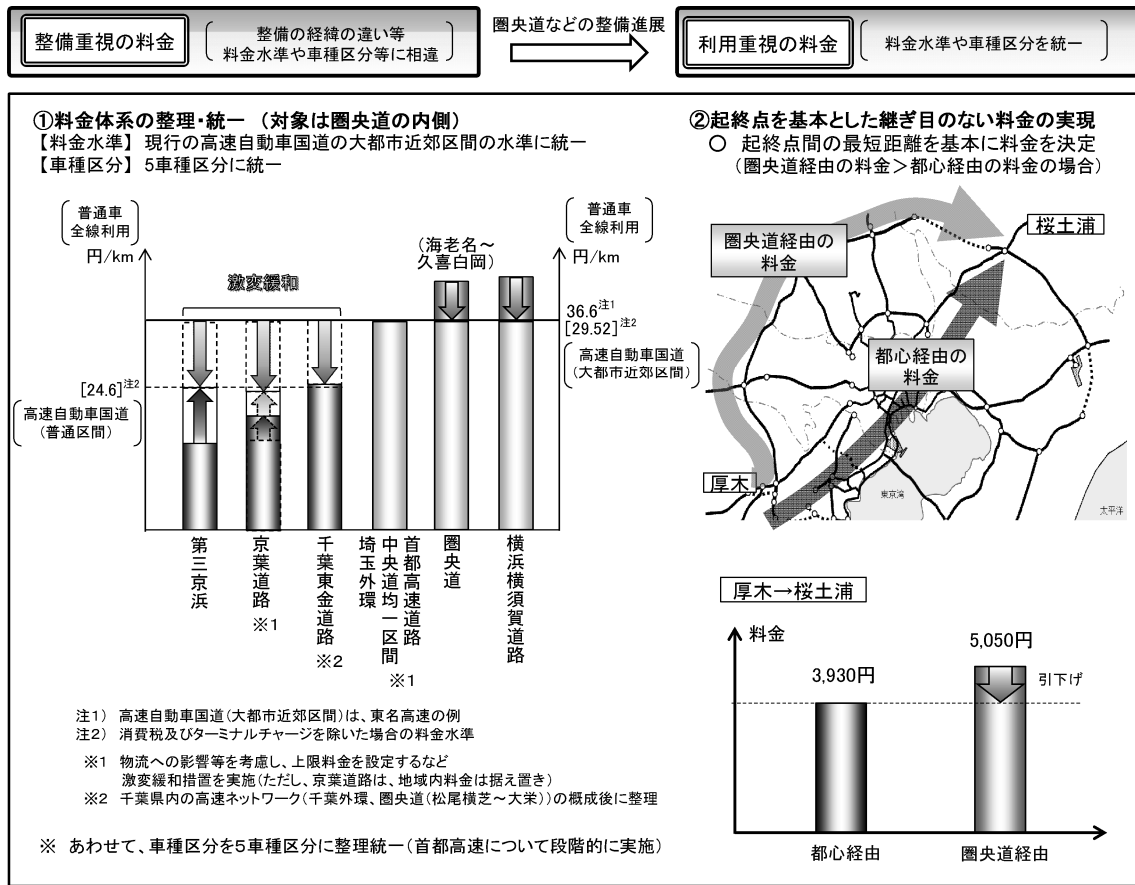 整備重視の料金
整備の経緯の違い等
料金水準や車種区分等に相違
圏央道などの整備進展
利用重視の料金
料金水準や車種区分を統一
①料金体系の整理・統一 (対象は圏央道の内側)
【料金水準】 現行の高速自動車国道の大都市近郊区間の水準に統一
【車種区分】 5車種区分に統一
普通車
全線利用
円/km
激変緩和
(海老名～
久喜白岡)
普通車
全線利用
円/km
36.6注1
[29.52]注2
高速自動車国道
(大都市近郊区間)
[24.6]注2
高速自動車国道
(普通区間)
第三京浜
京葉道路
※1
千葉東金道路
※2
首都高速道路
中央道均一区間
埼玉外環
※1
圏央道
横浜横須賀道路
注1) 高速自動車国道(大都市近郊区間)は、東名高速の例
注2) 消費税及びターミナルチャージを除いた場合の料金水準
※1 物流への影響等を考慮し、上限料金を設定するなど
激変緩和措置を実施(ただし、京葉道路は、地域内料金は据え置き)
※2 千葉県内の高速ネットワーク(千葉外環、圏央道(松尾横芝～大栄))の概成後に整理
※ あわせて、車種区分を5車種区分に整理統一(首都高速について段階的に実施)
②起終点を基本とした継ぎ目のない料金の実現
○ 起終点間の最短距離を基本に料金を決定
(圏央道経由の料金>都心経由の料金の場合)
桜土浦
圏央道経由の
料金
都心経由の
料金
厚木
東京湾
太平洋
厚木→桜土浦
料金
3,930円
5,050円
引下げ
都心経由
圏央道経由